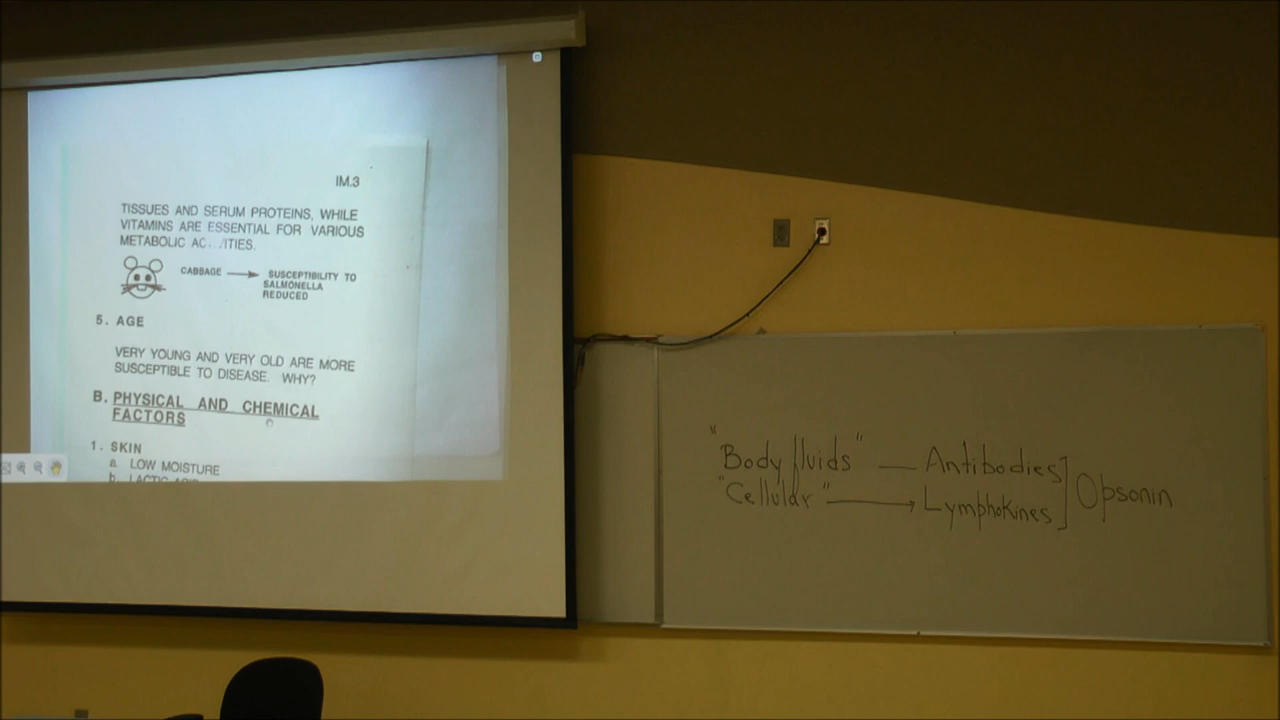 IM.3
TISSUES AND SERUM PROTEINS, WHILE
VITAMINS ARE ESSENTIAL FOR VARIOUS
METABOLIC
CABBAGE → SUSCEPTIBILITY TO
SALMONELLA
REDUCED
5. AGE
VERY YOUNG AND VERY OLD ARE MORE
SUSCEPTIBLE TO DISEASE. WHY?
B. PHYSICAL AND CHEMICAL
FACTORS
1. SKIN
a. LOW MOISTURE
b. LACTIC ACID
"Body fluids" — Antibodies ] Opsonin
"Cellular" → Lymphokines